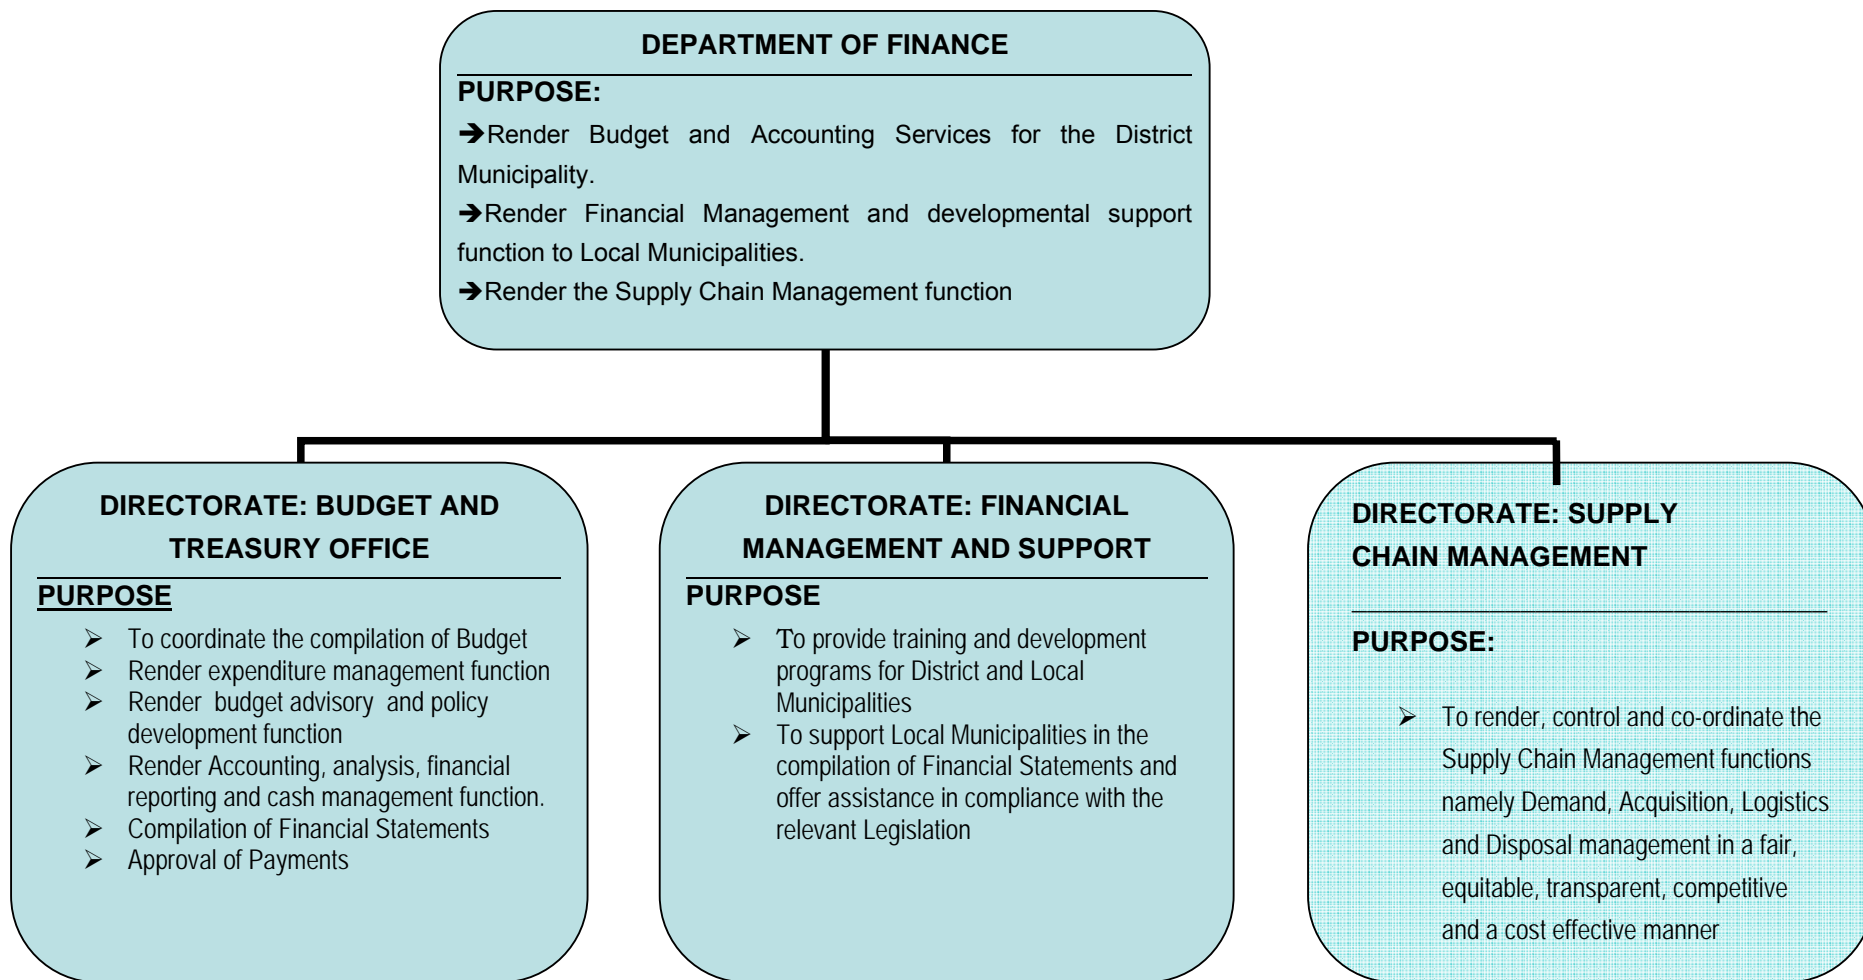 DEPARTMENT OF FINANCE
PURPOSE:
➔Render Budget and Accounting Services for the District
Municipality.
➔Render Financial Management and developmental support
function to Local Municipalities.
➔Render the Supply Chain Management function
DIRECTORATE: BUDGET AND
TREASURY OFFICE
PURPOSE
➢ To coordinate the compilation of Budget
➢ Render expenditure management function
➢ Render budget advisory and policy
development function
➢ Render Accounting, analysis, financial
reporting and cash management function.
➢ Compilation of Financial Statements
➢ Approval of Payments
DIRECTORATE: FINANCIAL
MANAGEMENT AND SUPPORT
PURPOSE
➢ To provide training and development
programs for District and Local
Municipalities
➢ To support Local Municipalities in the
compilation of Financial Statements and
offer assistance in compliance with the
relevant Legislation
DIRECTORATE: SUPPLY
CHAIN MANAGEMENT
PURPOSE:
➢ To render, control and co-ordinate the
Supply Chain Management functions
namely Demand, Acquisition, Logistics
and Disposal management in a fair,
equitable, transparent, competitive
and a cost effective manner